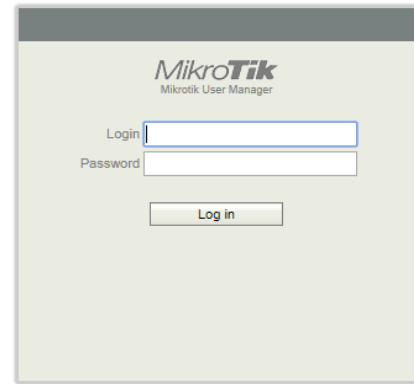 MikroTik
Mikrotik User Manager
Login
Password
Log in